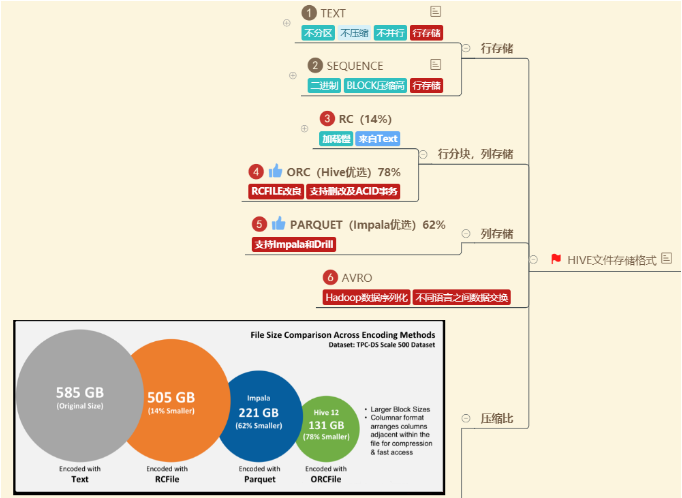 1 TEXT
不分区 不压缩 不并行 行存储
行存储
2 SEQUENCE
二进制 BLOCK压缩高 行存储
3 RC（14%）
加载慢 来自Text
行分块，列存储
4 ORC（Hive优选）78%
RCFILE改良 支持删改及ACID事务
5 PARQUET（Impala优选）62%
支持Impala和Drill
列存储
HIVE文件存储格式
6 AVRO
Hadoop数据序列化 不同语言之间数据交换
压缩比
File Size Comparison Across Encoding Methods
Dataset: TPC-DS Scale 500 Dataset
585 GB
(Original Size)
505 GB
(14% Smaller)
Impala
221 GB
(62% Smaller)
Hive 12
131 GB
(78% Smaller)
• Larger Block Sizes
• Columnar format
arranges columns
adjacent within the
file for compression
& fast access
Encoded with
Text
Encoded with
RCFile
Encoded with
Parquet
Encoded with
ORCFile